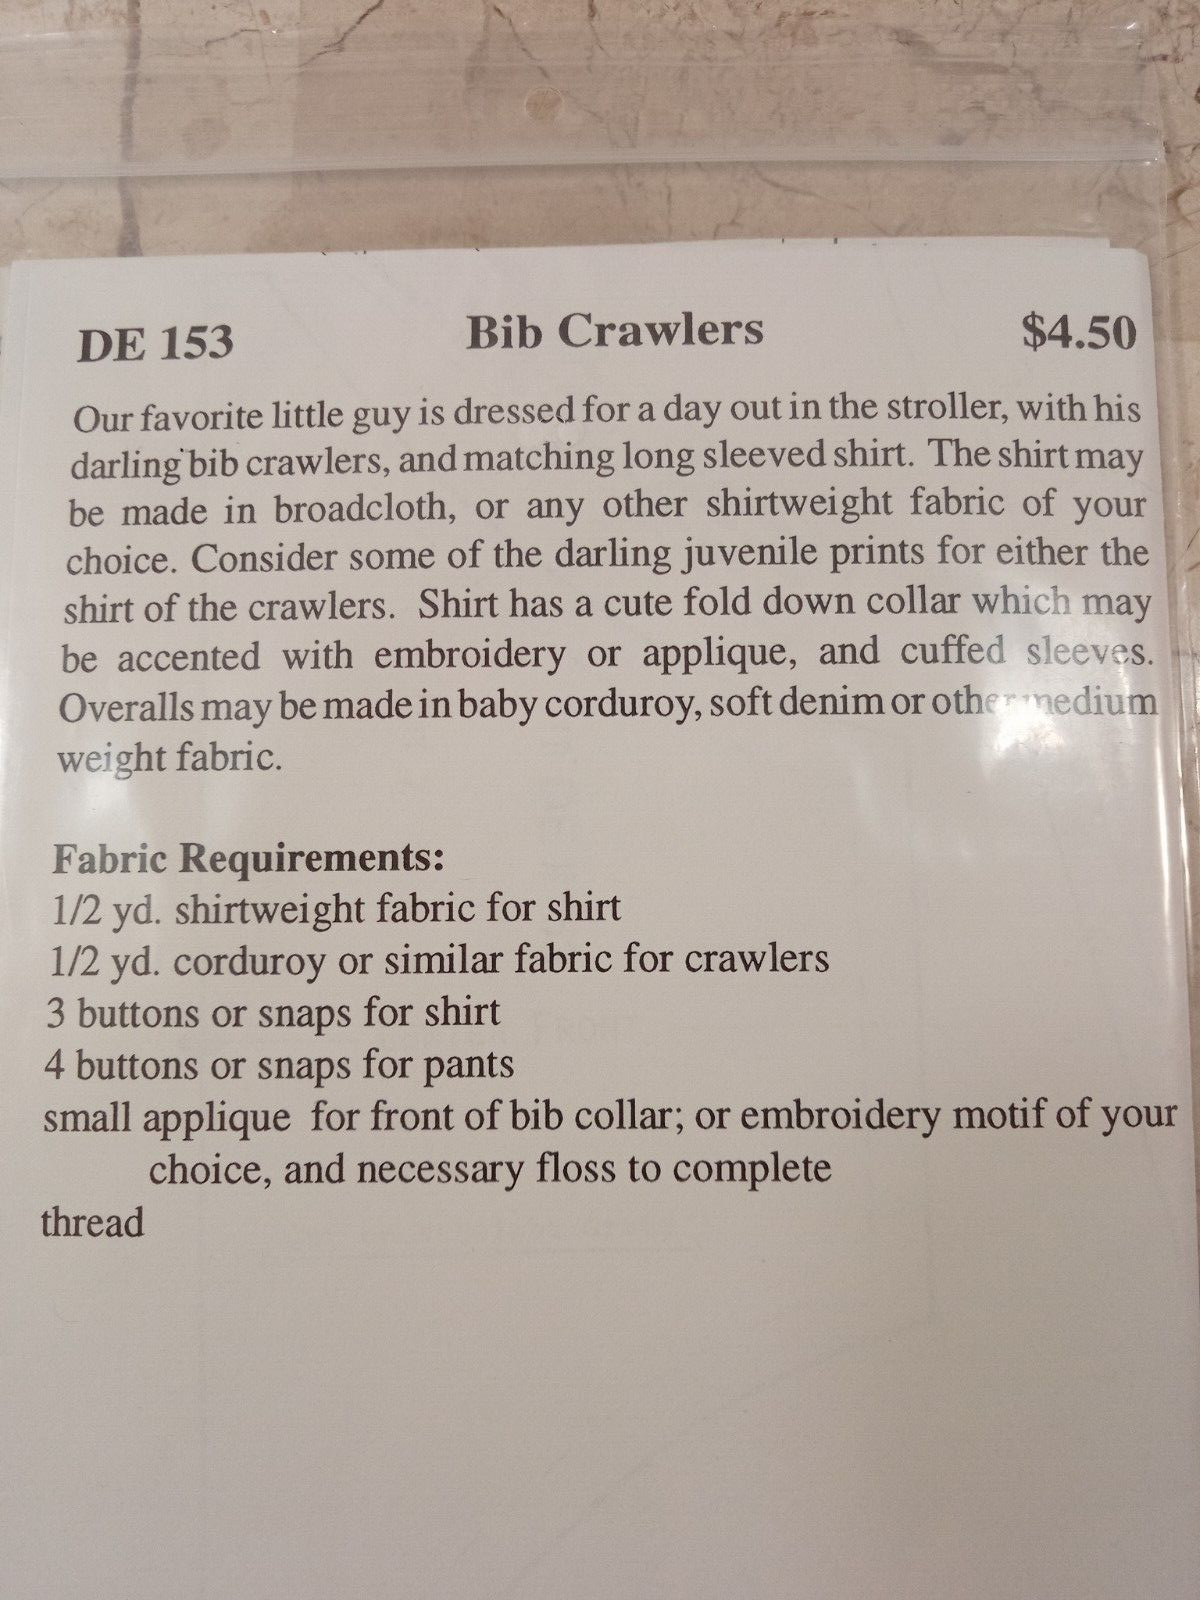 DE 153 Bib Crawlers $4.50
Our favorite little guy is dressed for a day out in the stroller, with his
darling bib crawlers, and matching long sleeved shirt. The shirt may
be made in broadcloth, or any other shirtweight fabric of your
choice. Consider some of the darling juvenile prints for either the
shirt of the crawlers. Shirt has a cute fold down collar which may
be accented with embroidery or applique, and cuffed sleeves.
Overalls may be made in baby corduroy, soft denim or other medium
weight fabric.
Fabric Requirements:
1/2 yd. shirtweight fabric for shirt
1/2 yd. corduroy or similar fabric for crawlers
3 buttons or snaps for shirt
4 buttons or snaps for pants
small applique for front of bib collar; or embroidery motif of your
choice, and necessary floss to complete
thread